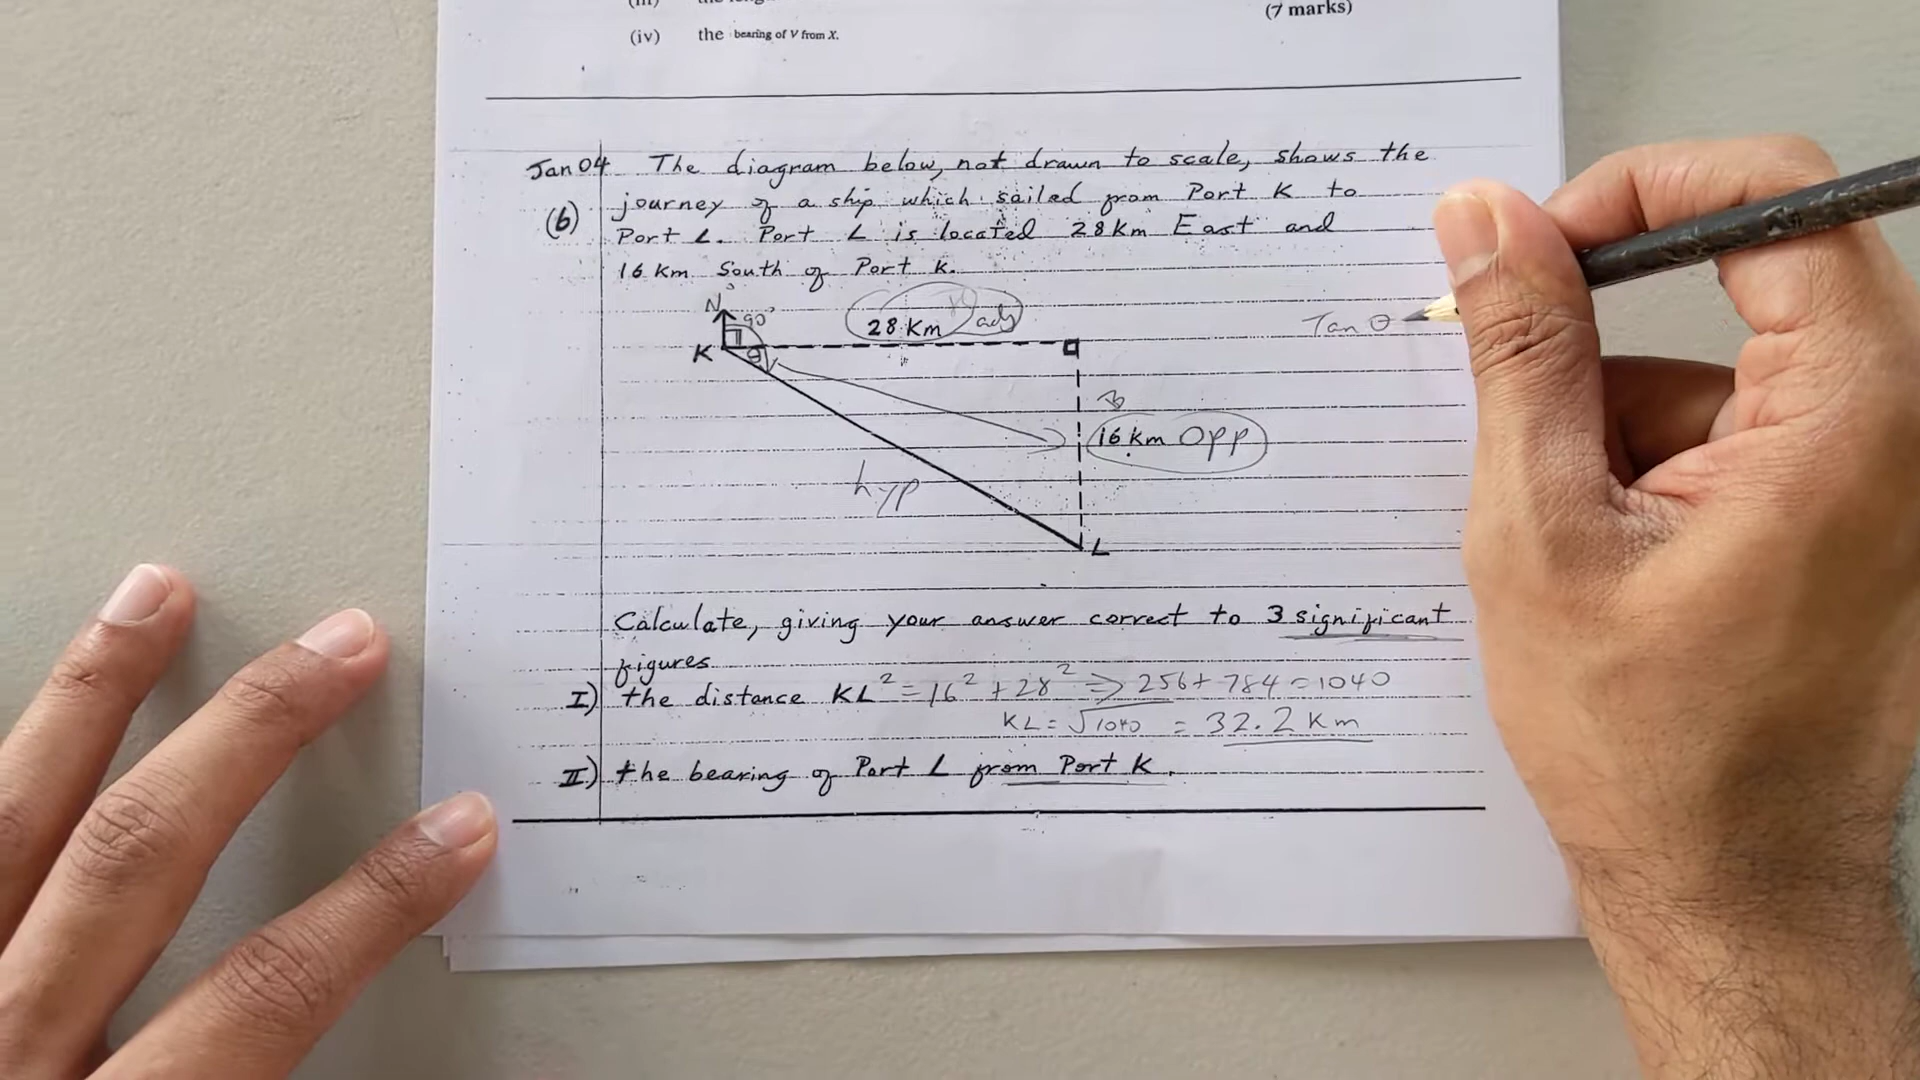 (7 marks)
(iv) the bearing of V from X.
Jan 04 The diagram below, not drawn to scale, shows the
(b) journey of a ship which sailed from Port K to
Port L. Port L is located 28km East and
16 km South of Port K.
N
90°
28 km adj
Tan θ
K θ
16 km Opp
hyp
L
Calculate, giving your answer correct to 3 significant
figures
I) the distance KL² = 16² + 28² => 256 + 784 = 1040
KL = √1040 = 32.2 Km
II) the bearing of Port L from Port K.